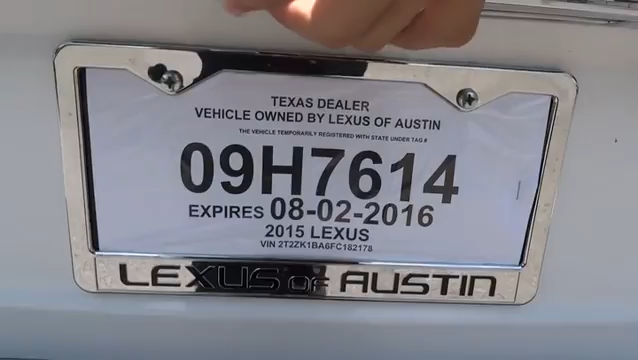 TEXAS DEALER
VEHICLE OWNED BY LEXUS OF AUSTIN
THE VEHICLE TEMPORARILY REGISTERED WITH STATE UNDER TAG #
09H7614
EXPIRES 08-02-2016
2015 LEXUS
VIN 2T2ZK1BA6FC182178
LEXUS OF AUSTIN